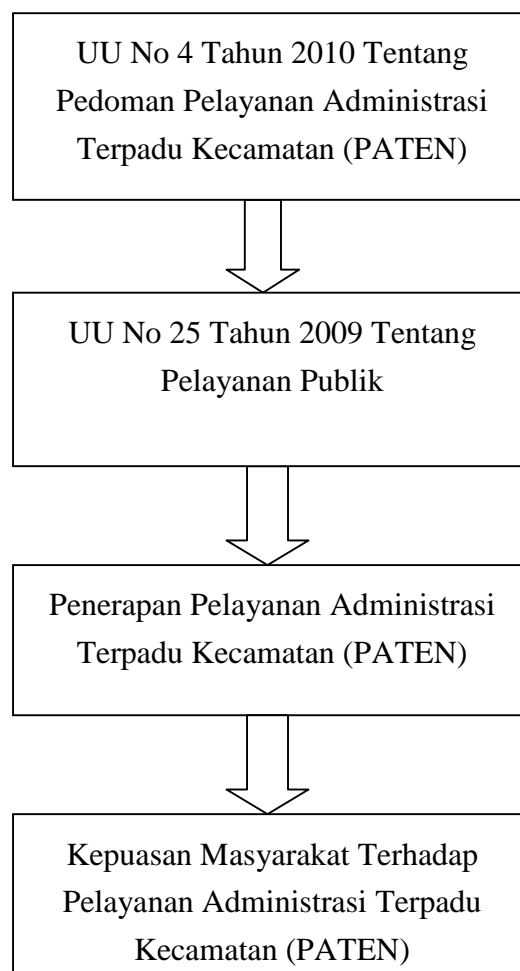 UU No 4 Tahun 2010 Tentang
Pedoman Pelayanan Administrasi
Terpadu Kecamatan (PATEN)
UU No 25 Tahun 2009 Tentang
Pelayanan Publik
Penerapan Pelayanan Administrasi
Terpadu Kecamatan (PATEN)
Kepuasan Masyarakat Terhadap
Pelayanan Administrasi Terpadu
Kecamatan (PATEN)